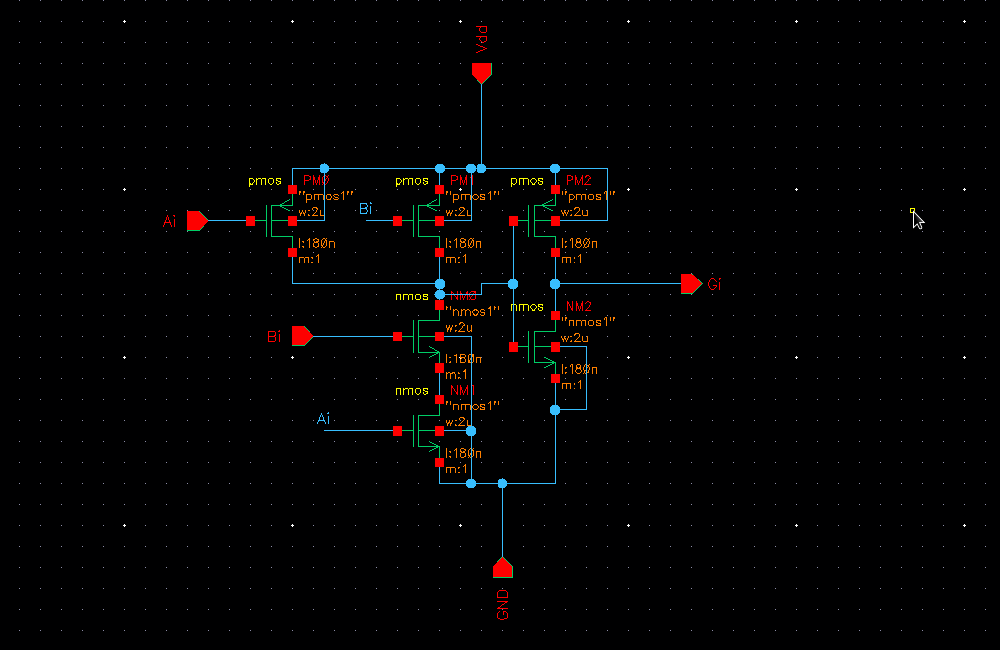 Vdd
pmos PM0
"pmos1"
w:2u
l:180n
m:1
Ai
pmos PM1
"pmos1"
w:2u
l:180n
m:1
Bi
pmos PM2
"pmos1"
w:2u
l:180n
m:1
Gi
nmos NM0
"nmos1"
w:2u
l:180n
m:1
Bi
nmos NM2
"nmos1"
w:2u
l:180n
m:1
nmos NM1
"nmos1"
w:2u
l:180n
m:1
Ai
GND